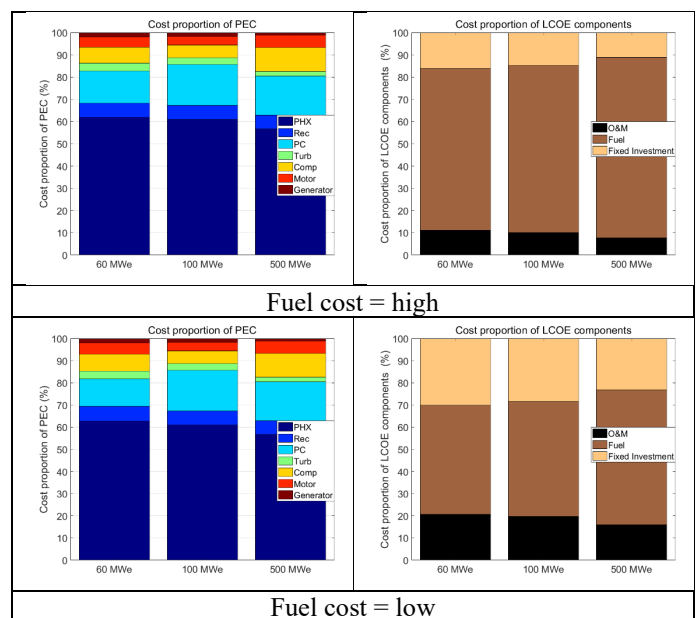 Cost proportion of PEC
Cost proportion of PEC (%)
100
90
80
70
60
50
40
30
20
10
0
PHX
Rec
PC
Turb
Comp
Motor
Generator
60 MWe 100 MWe 500 MWe
Cost proportion of LCOE components
Cost proportion of LCOE components (%)
100
90
80
70
60
50
40
30
20
10
0
O&M
Fuel
Fixed Investment
60 MWe 100 MWe 500 MWe
Fuel cost = high
Cost proportion of PEC
Cost proportion of PEC (%)
100
90
80
70
60
50
40
30
20
10
0
PHX
Rec
PC
Turb
Comp
Motor
Generator
60 MWe 100 MWe 500 MWe
Cost proportion of LCOE components
Cost proportion of LCOE components (%)
100
90
80
70
60
50
40
30
20
10
0
O&M
Fuel
Fixed Investment
60 MWe 100 MWe 500 MWe
Fuel cost = low